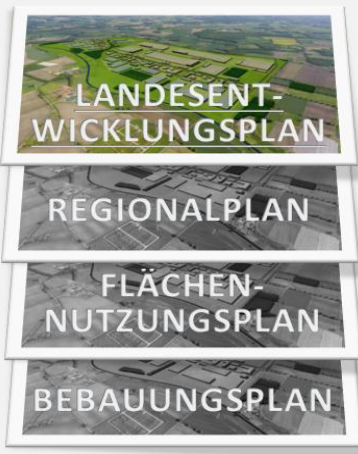 LANDESENT-
WICKLUNGSPLAN
REGIONALPLAN
FLÄCHEN-
NUTZUNGSPLAN
BEBAUUNGSPLAN